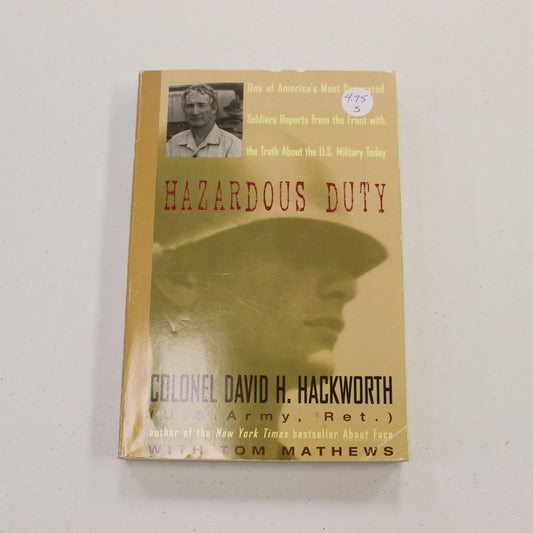 One of America's Most Decorated
4.75
S
Soldiers Reports from the Front with
the Truth About the U.S. Military Today
HAZARDOUS DUTY
COLONEL DAVID H. HACKWORTH
(U.S. Army, Ret.)
author of the New York Times bestseller About Face
WITH TOM MATHEWS